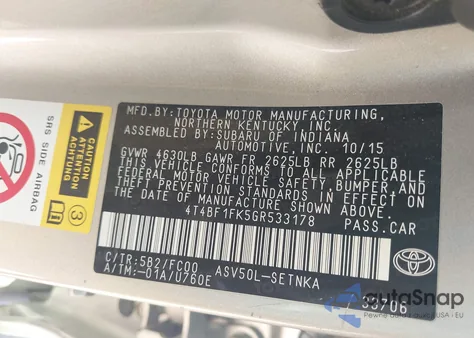 MFD.BY: TOYOTA MOTOR MANUFACTURING,
NORTHERN KENTUCKY INC.
ASSEMBLED BY: SUBARU OF INDIANA
AUTOMOTIVE, INC. 10/15
GVWR 4630LB GAWR FR 2625LB RR 2625LB
THIS VEHICLE CONFORMS TO ALL APPLICABLE
FEDERAL MOTOR VEHICLE SAFETY, BUMPER, AND
THEFT PREVENTION STANDARDS IN EFFECT ON
THE DATE OF MANUFACTURE SHOWN ABOVE.
4T4BF1FK5GR533178 PASS.CAR
C/TR: 5B2/FC00 ASV50L-SETNKA
A/TM: -01A/U760E
TOYOTA
SRS SIDE AIRBAG
CAUTION
ATTENTION
ACHTUNG
3
autoSnap